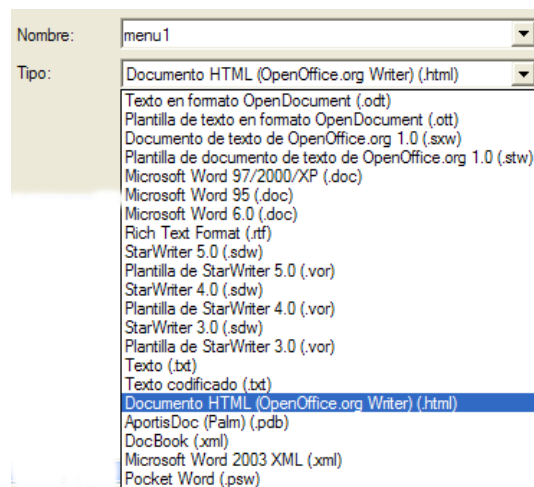 Nombre: menu1
Tipo: Documento HTML (OpenOffice.org Writer) (.html)
Texto en formato OpenDocument (.odt)
Plantilla de texto en formato OpenDocument (.ott)
Documento de texto de OpenOffice.org 1.0 (.sxw)
Plantilla de documento de texto de OpenOffice.org 1.0 (.stw)
Microsoft Word 97/2000/XP (.doc)
Microsoft Word 95 (.doc)
Microsoft Word 6.0 (.doc)
Rich Text Format (.rtf)
StarWriter 5.0 (.sdw)
Plantilla de StarWriter 5.0 (.vor)
StarWriter 4.0 (.sdw)
Plantilla de StarWriter 4.0 (.vor)
StarWriter 3.0 (.sdw)
Plantilla de StarWriter 3.0 (.vor)
Texto (.txt)
Texto codificado (.txt)
Documento HTML (OpenOffice.org Writer) (.html)
AportisDoc (Palm) (.pdb)
DocBook (.xml)
Microsoft Word 2003 XML (.xml)
Pocket Word (.psw)